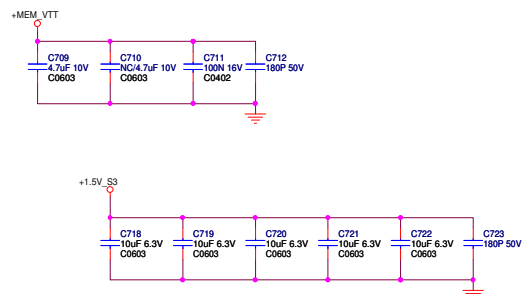 +MEM_VTT
C709
4.7uF 10V
C0603
C710
NC/4.7uF 10V
C0603
C711
100N 16V
C0402
C712
180P 50V
+1.5V_S3
C718
10uF 6.3V
C0603
C719
10uF 6.3V
C0603
C720
10uF 6.3V
C0603
C721
10uF 6.3V
C0603
C722
10uF 6.3V
C0603
C723
180P 50V